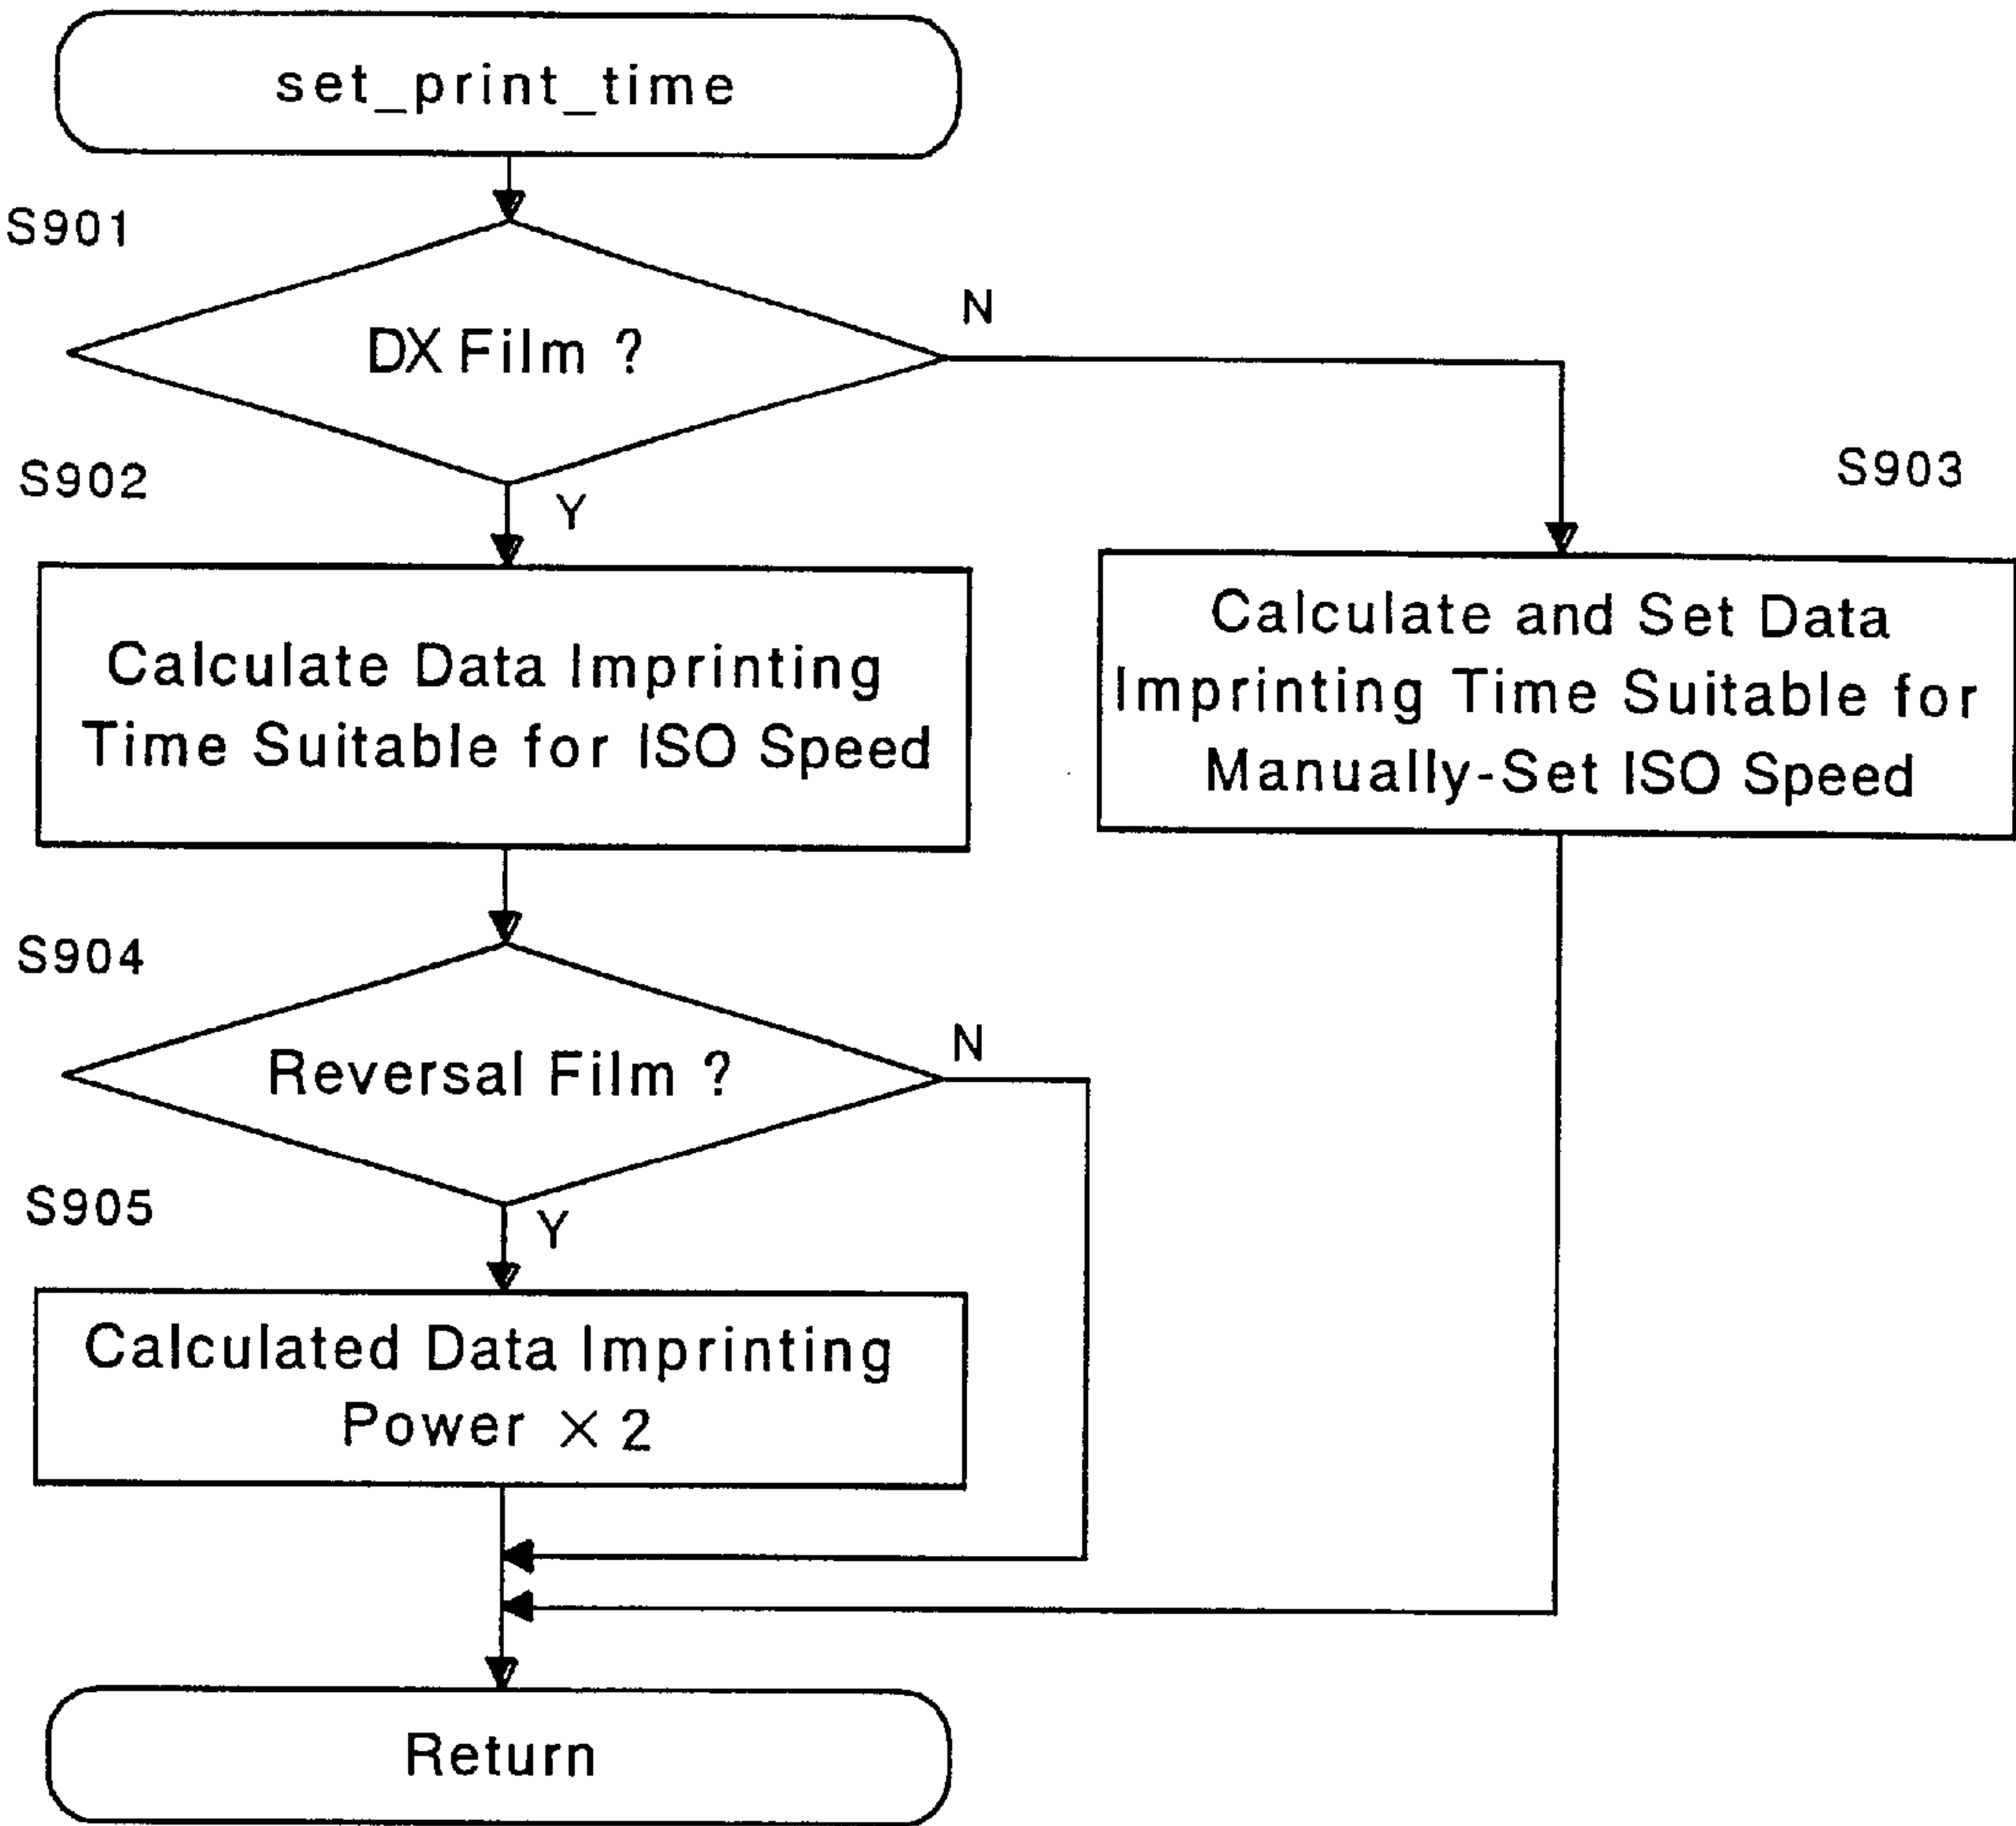 set_print_time
S901
DX Film ?
N
S902
Y
S903
Calculate Data Imprinting
Time Suitable for ISO Speed
Calculate and Set Data
Imprinting Time Suitable for
Manually-Set ISO Speed
S904
Reversal Film ?
N
S905
Y
Calculated Data Imprinting
Power × 2
Return